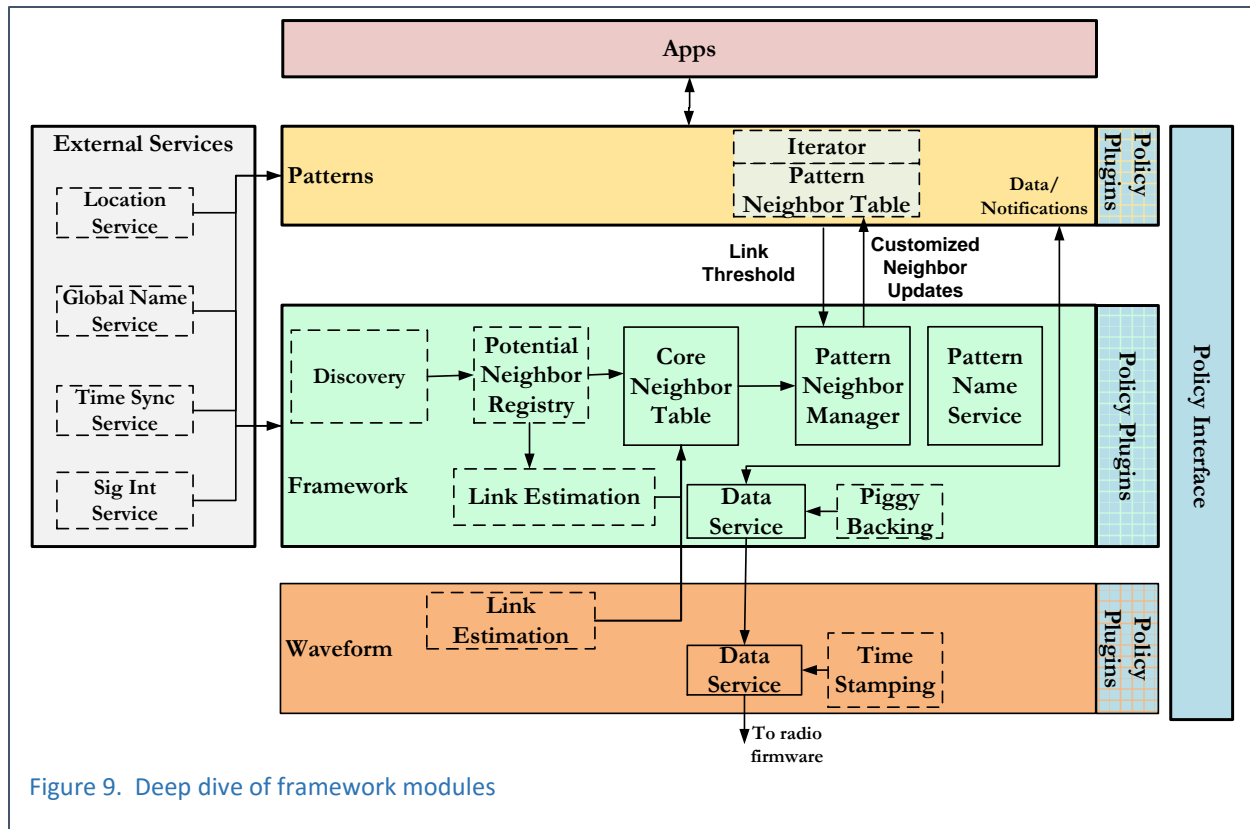 Apps
External Services
Location
Service
Global Name
Service
Time Sync
Service
Sig Int
Service
Patterns
Iterator
Pattern
Neighbor Table
Data/
Notifications
Policy
Plugins
Link
Threshold
Customized
Neighbor
Updates
Framework
Discovery
Potential
Neighbor
Registry
Core
Neighbor
Table
Pattern
Neighbor
Manager
Pattern
Name
Service
Link Estimation
Data
Service
Piggy
Backing
Policy Plugins
Policy Interface
Waveform
Link
Estimation
Data
Service
Time
Stamping
Policy
Plugins
To radio
firmware
Figure 9. Deep dive of framework modules